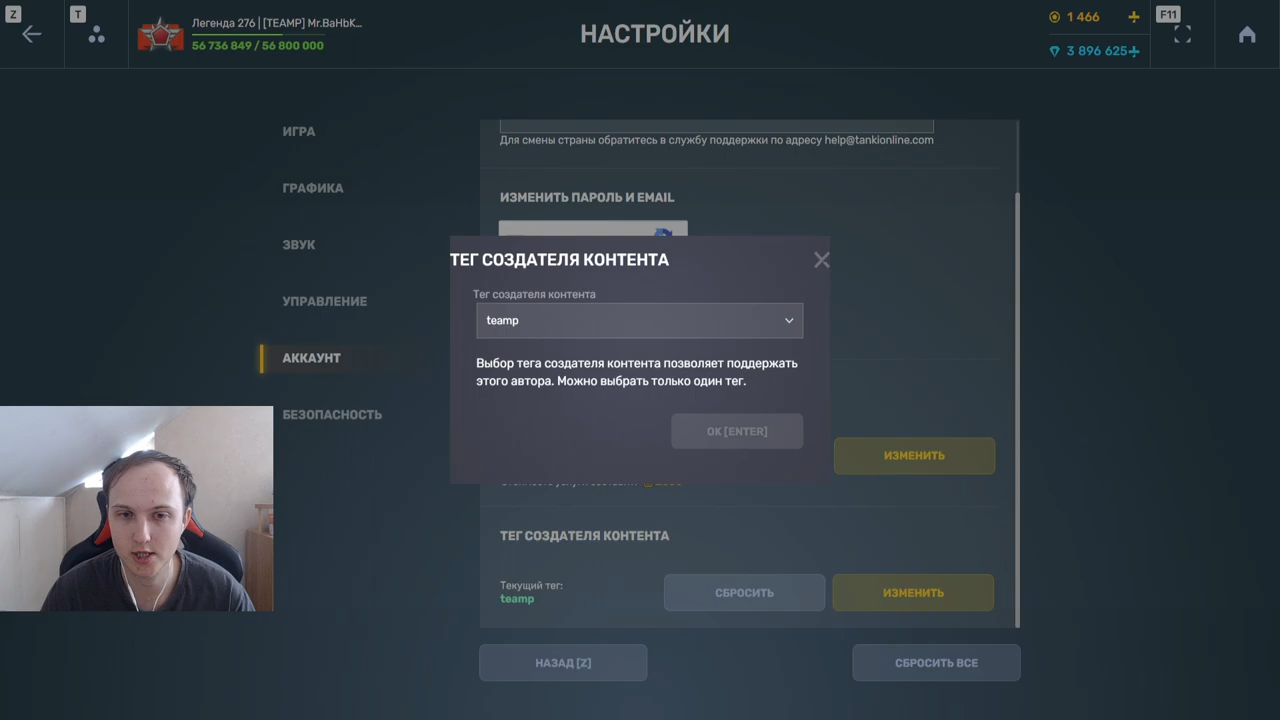 Z
T
Легенда 276 | [TEAMP] Mr.BaHbK...
56 736 849 / 56 800 000
НАСТРОЙКИ
1 466
3 896 625
F11
ИГРА
ГРАФИКА
ЗВУК
УПРАВЛЕНИЕ
АККАУНТ
БЕЗОПАСНОСТЬ
Для смены страны обратитесь в службу поддержки по адресу help@tankionline.com
ИЗМЕНИТЬ ПАРОЛЬ И EMAIL
ТЕГ СОЗДАТЕЛЯ КОНТЕНТА
Тег создателя контента
teamp
Выбор тега создателя контента позволяет поддержать
этого автора. Можно выбрать только один тег.
OK [ENTER]
ИЗМЕНИТЬ
ТЕГ СОЗДАТЕЛЯ КОНТЕНТА
Текущий тег:
teamp
СБРОСИТЬ
ИЗМЕНИТЬ
НАЗАД [Z]
СБРОСИТЬ ВСЕ